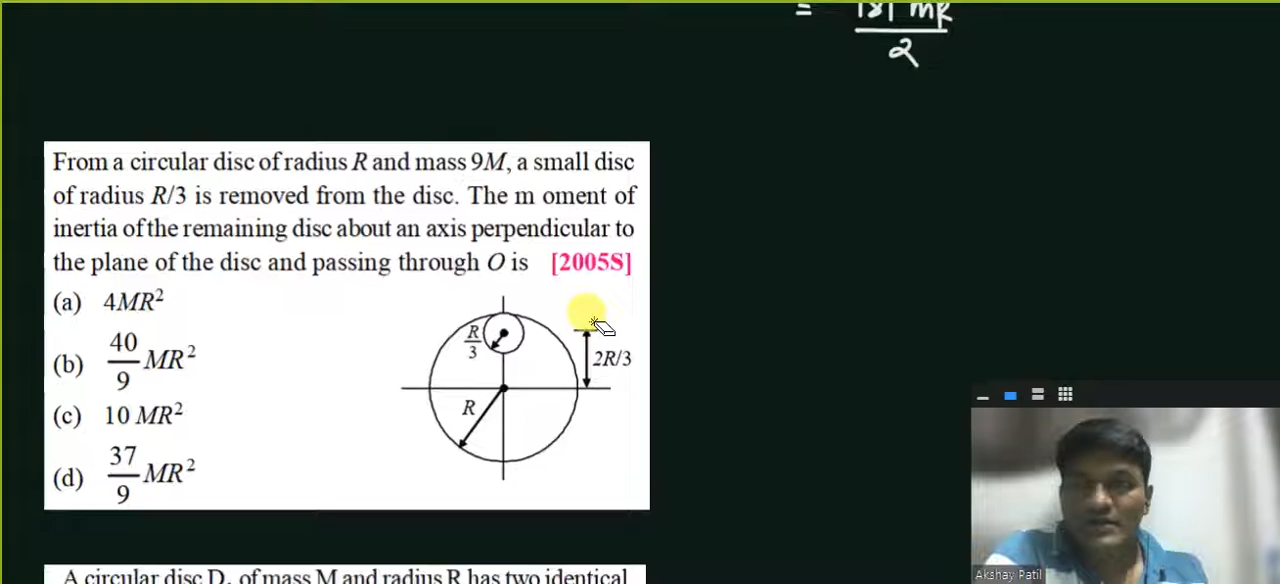 = 181 mR
2
From a circular disc of radius R and mass 9M, a small disc
of radius R/3 is removed from the disc. The m oment of
inertia of the remaining disc about an axis perpendicular to
the plane of the disc and passing through O is [2005S]
(a) 4MR²
(b) 40/9 MR²
(c) 10 MR²
(d) 37/9 MR²
R/3
2R/3
R
Akshay Patil
A circular disc D, of mass M and radius R has two identical